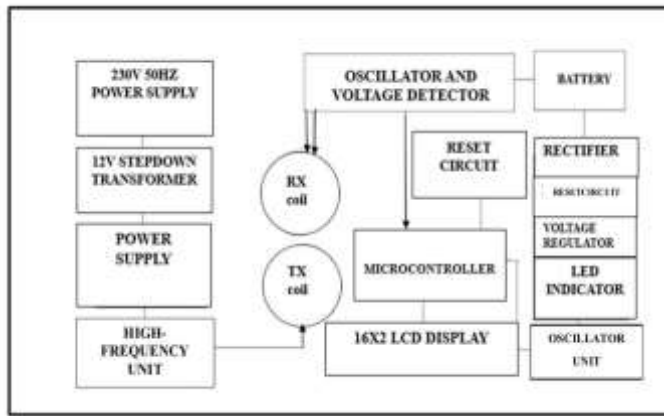 230V 50HZ
POWER SUPPLY
12V STEPDOWN
TRANSFORMER
POWER
SUPPLY
HIGH-
FREQUENCY
UNIT
OSCILLATOR AND
VOLTAGE DETECTOR
RX
coil
TX
coil
RESET
CIRCUIT
MICROCONTROLLER
16X2 LCD DISPLAY
BATTERY
RECTIFIER
RESETCIRCUIT
VOLTAGE
REGULATOR
LED
INDICATOR
OSCILLATOR
UNIT